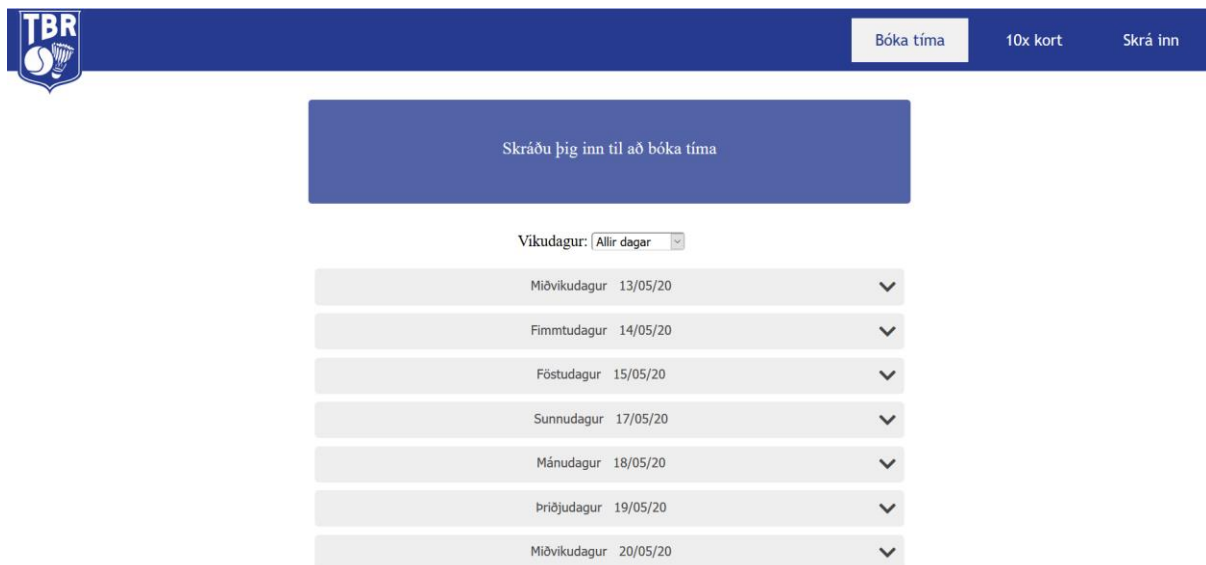 TBR
Bóka tíma 10x kort Skrá inn
Skráðu þig inn til að bóka tíma
Vikudagur: Allir dagar
Miðvikudagur 13/05/20
Fimmtudagur 14/05/20
Föstudagur 15/05/20
Sunnudagur 17/05/20
Mánudagur 18/05/20
Þriðjudagur 19/05/20
Miðvikudagur 20/05/20